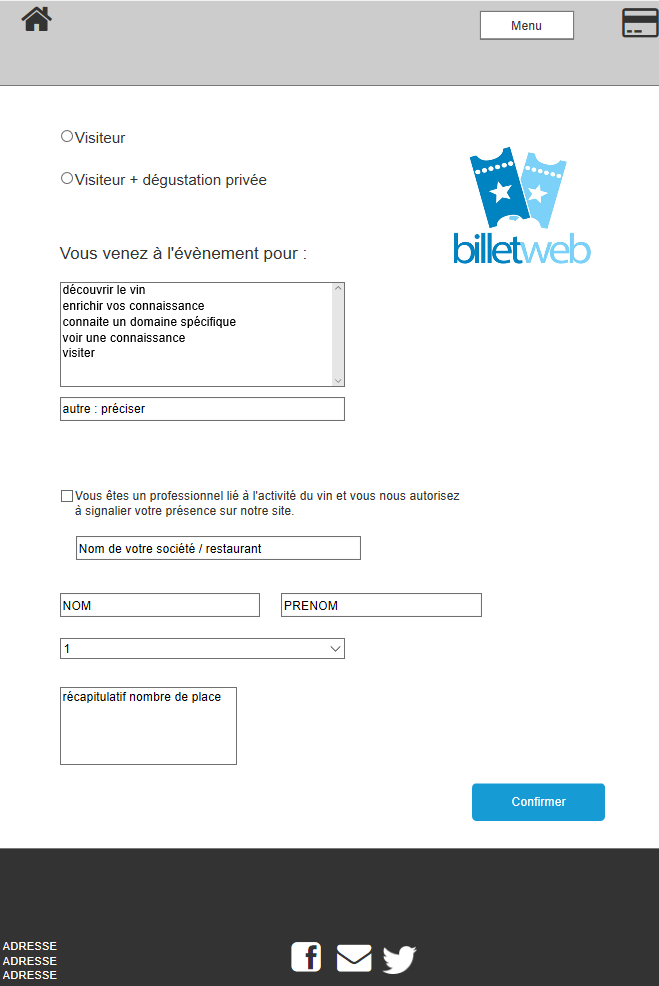 Menu
Visiteur
Visiteur + dégustation privée
billetweb
Vous venez à l'évènement pour :
découvrir le vin
enrichir vos connaissance
connaite un domaine spécifique
voir une connaissance
visiter
autre : préciser
Vous êtes un professionnel lié à l'activité du vin et vous nous autorisez
à signalier votre présence sur notre site.
Nom de votre société / restaurant
NOM
PRENOM
1
récapitulatif nombre de place
Confirmer
ADRESSE
ADRESSE
ADRESSE